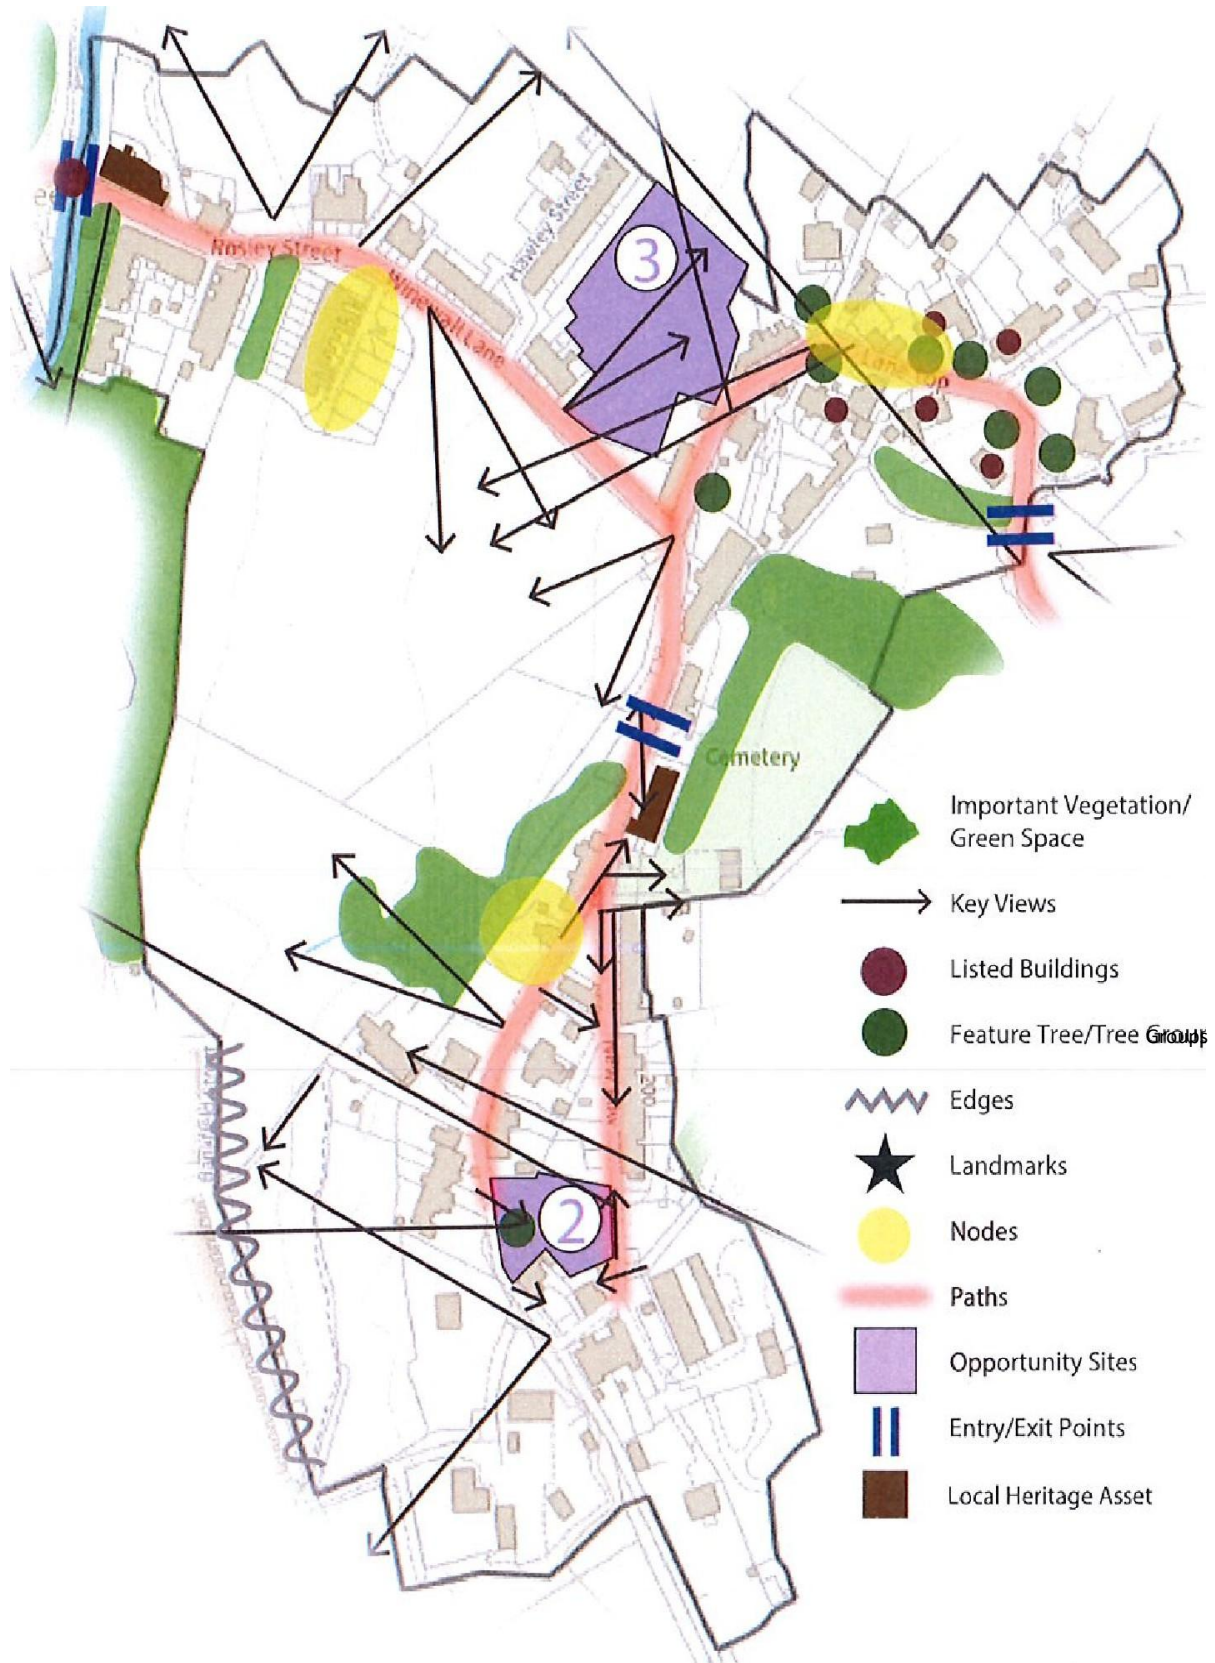 Rosley Street
Winewall Lane
Hawley Street
3
Cemetery
200
2
Important Vegetation/
Green Space
Key Views
Listed Buildings
Feature Tree/Tree Groups
Edges
Landmarks
Nodes
Paths
Opportunity Sites
Entry/Exit Points
Local Heritage Asset